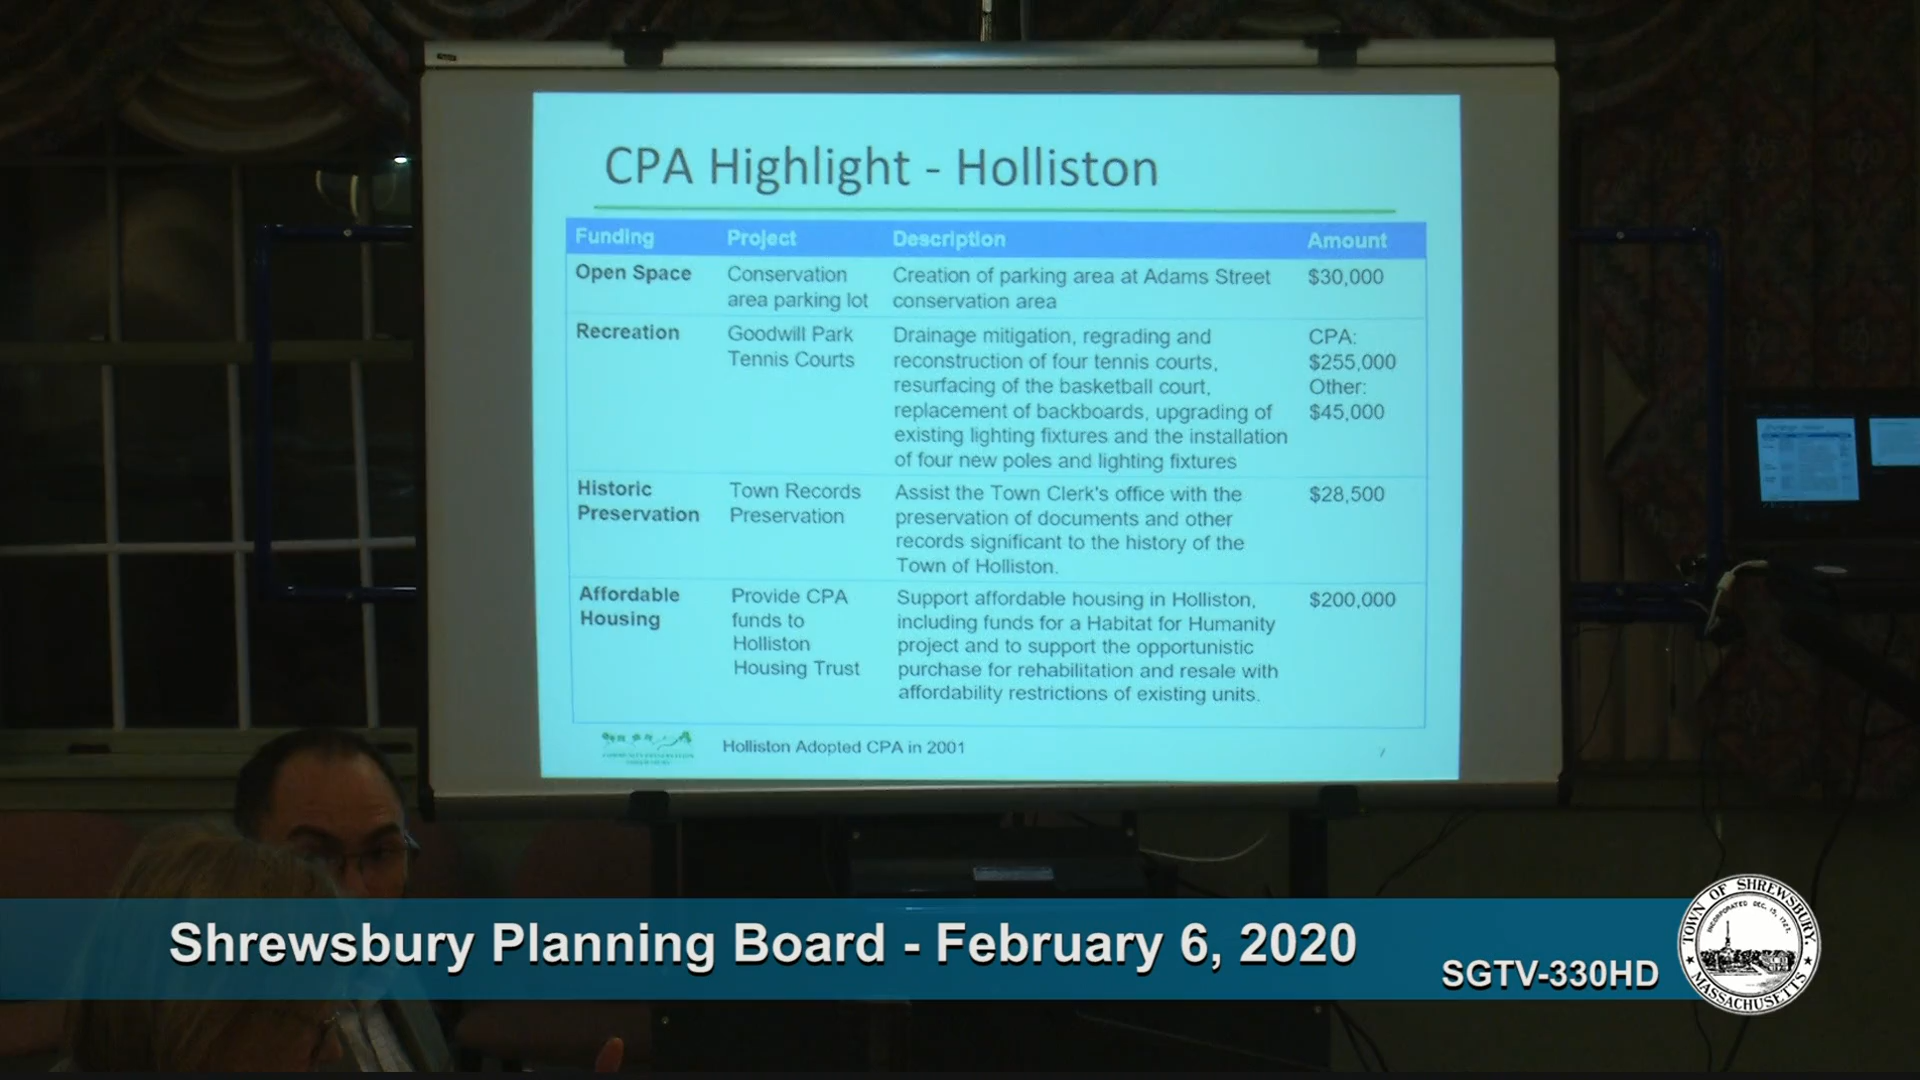 CPA Highlight - Holliston
Funding Project Description Amount
Open Space
Conservation
area parking lot
Creation of parking area at Adams Street
conservation area
$30,000
Recreation
Goodwill Park
Tennis Courts
Drainage mitigation, regrading and
reconstruction of four tennis courts,
resurfacing of the basketball court,
replacement of backboards, upgrading of
existing lighting fixtures and the installation
of four new poles and lighting fixtures
CPA:
$255,000
Other:
$45,000
Historic
Preservation
Town Records
Preservation
Assist the Town Clerk's office with the
preservation of documents and other
records significant to the history of the
Town of Holliston.
$28,500
Affordable
Housing
Provide CPA
funds to
Holliston
Housing Trust
Support affordable housing in Holliston,
including funds for a Habitat for Humanity
project and to support the opportunistic
purchase for rehabilitation and resale with
affordability restrictions of existing units.
$200,000
Holliston Adopted CPA in 2001
7
Shrewsbury Planning Board - February 6, 2020
SGTV-330HD
TOWN OF SHREWSBURY.
MASSACHUSETTS